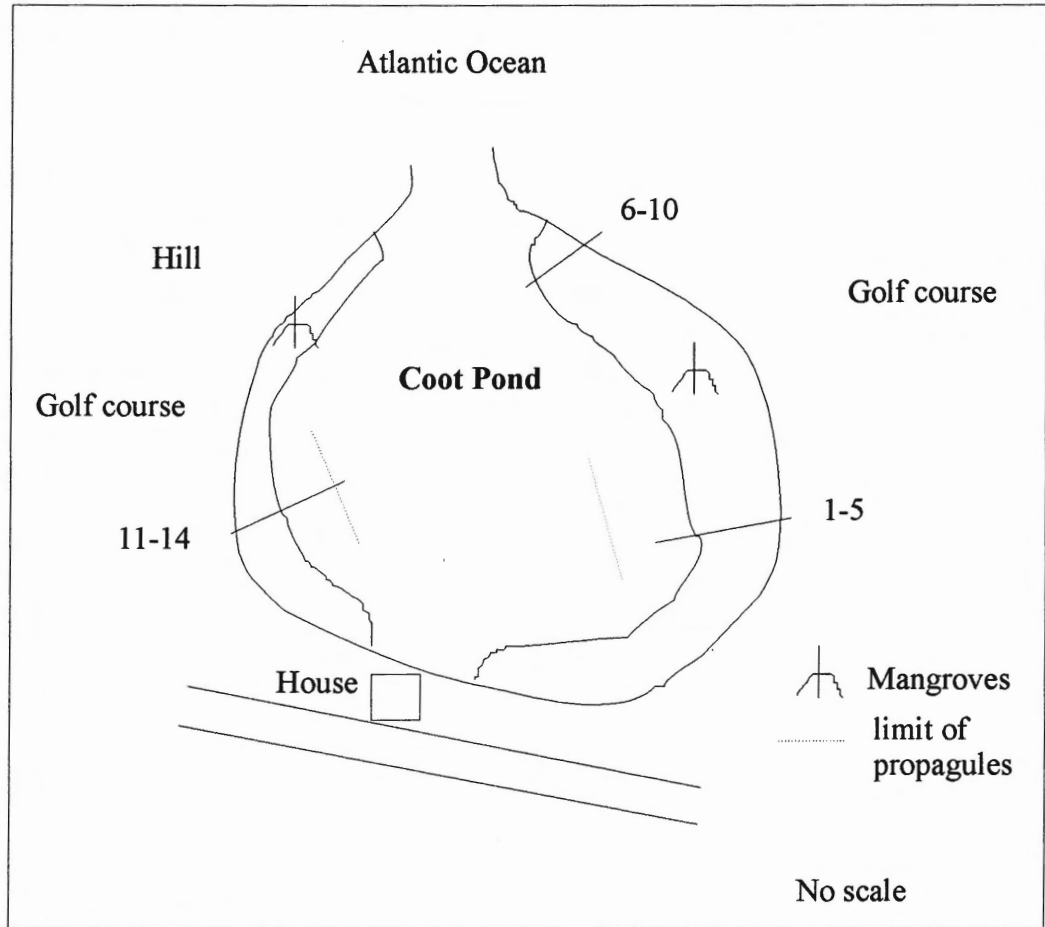 Atlantic Ocean
6-10
Hill
Golf course
Coot Pond
Golf course
1-5
11-14
House
Mangroves
limit of
propagules
No scale